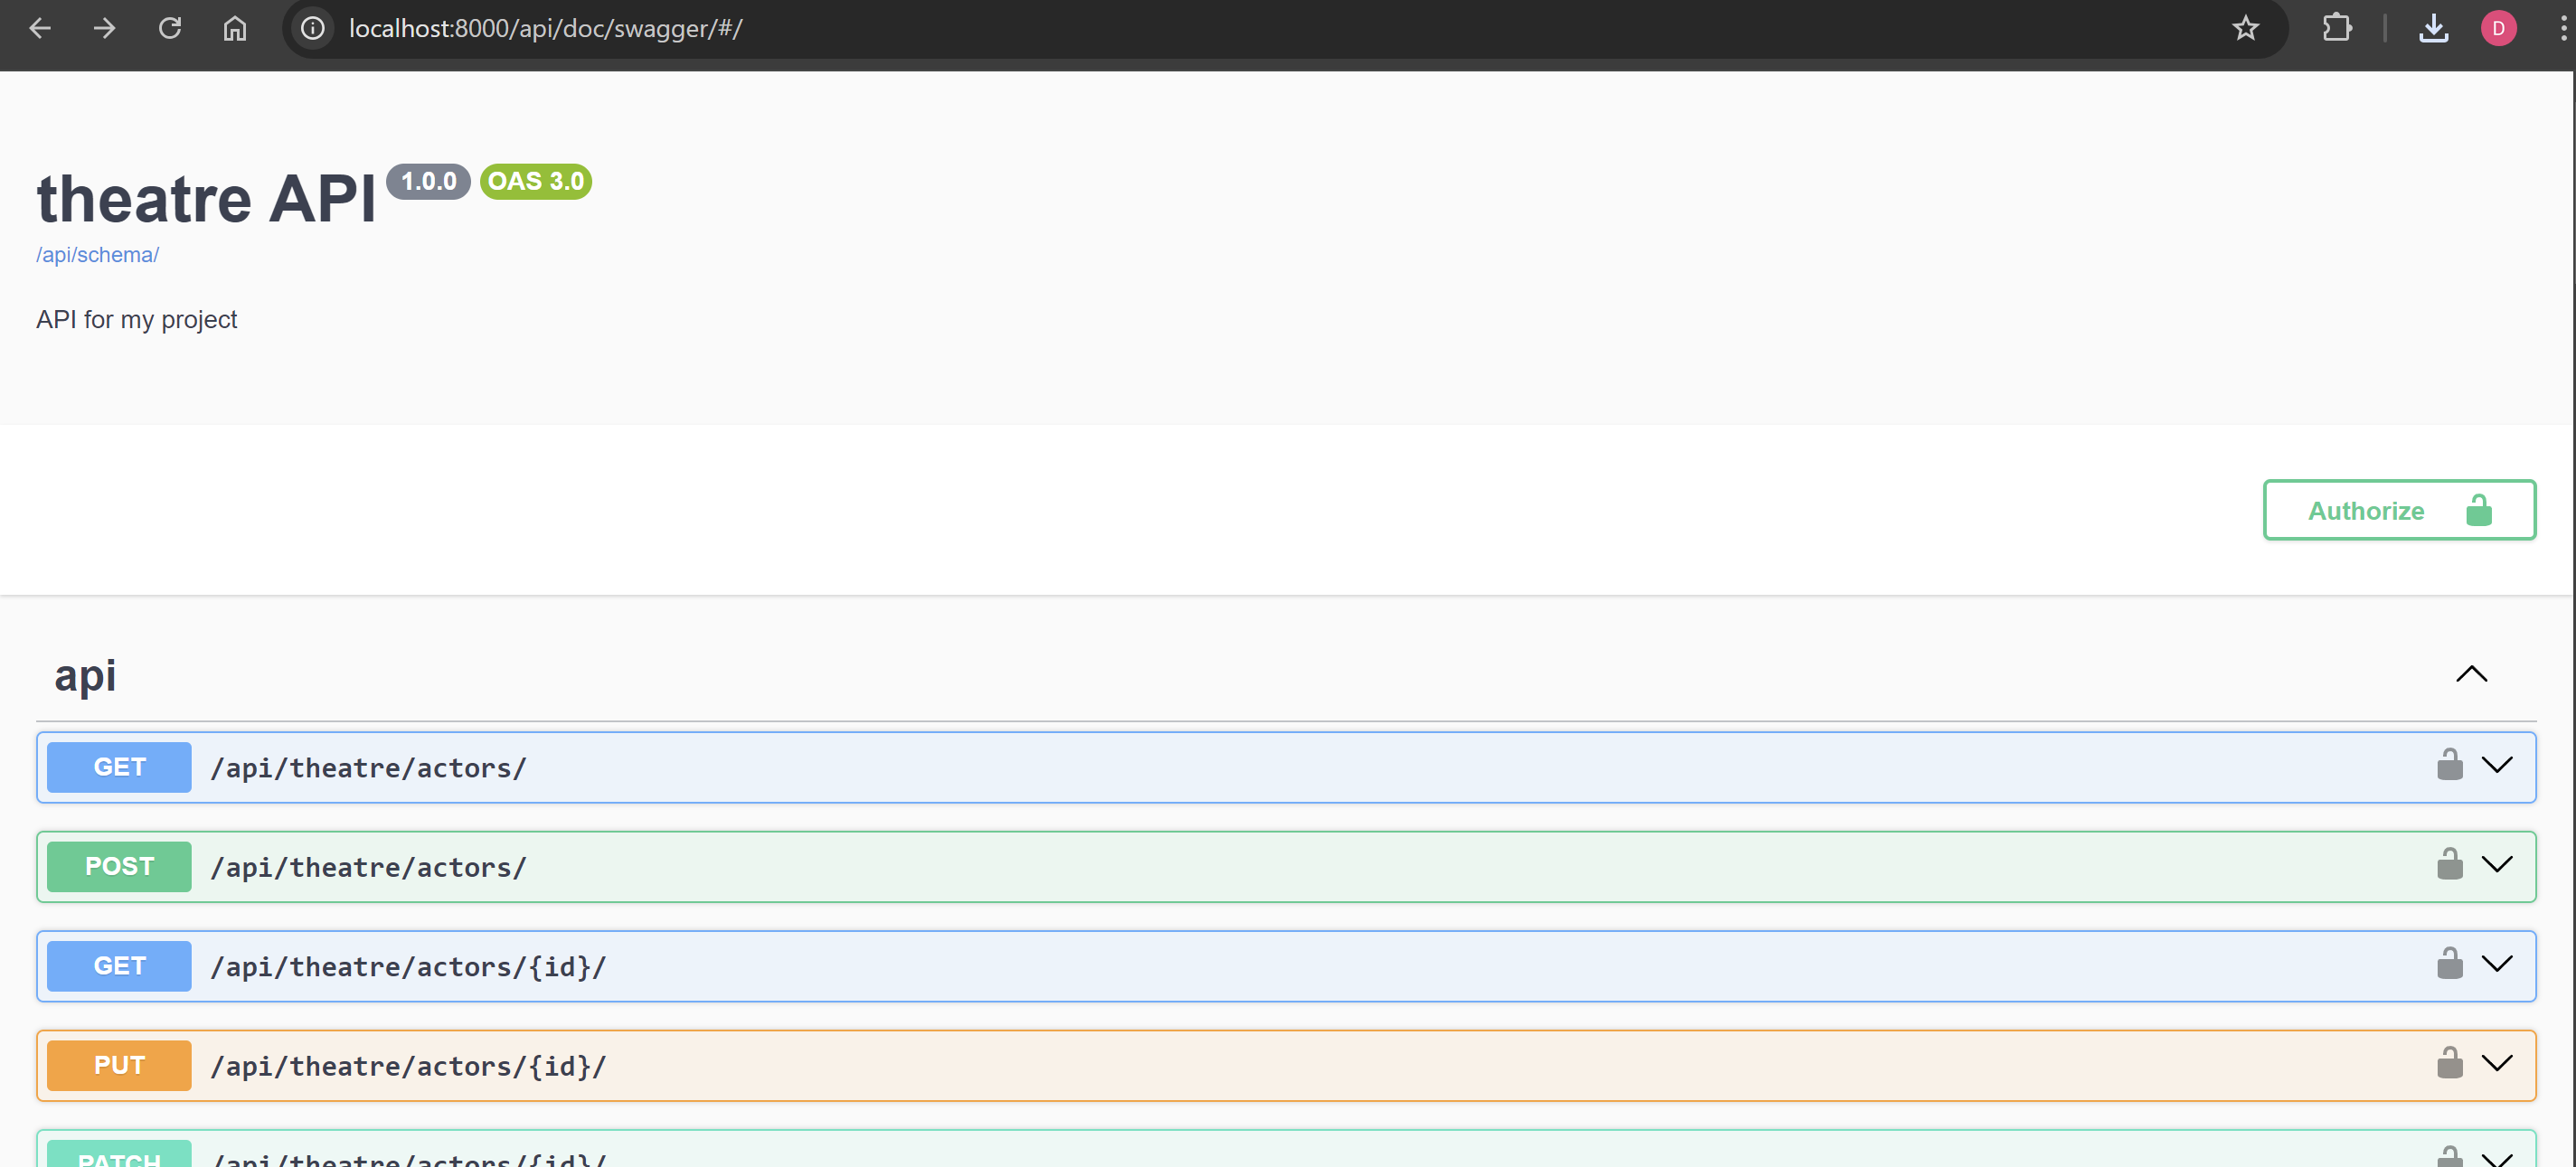 localhost:8000/api/doc/swagger/#/
D
theatre API 1.0.0 OAS 3.0
/api/schema/
API for my project
Authorize
api
GET /api/theatre/actors/
POST /api/theatre/actors/
GET /api/theatre/actors/{id}/
PUT /api/theatre/actors/{id}/
PATCH /api/theatre/actors/{id}/